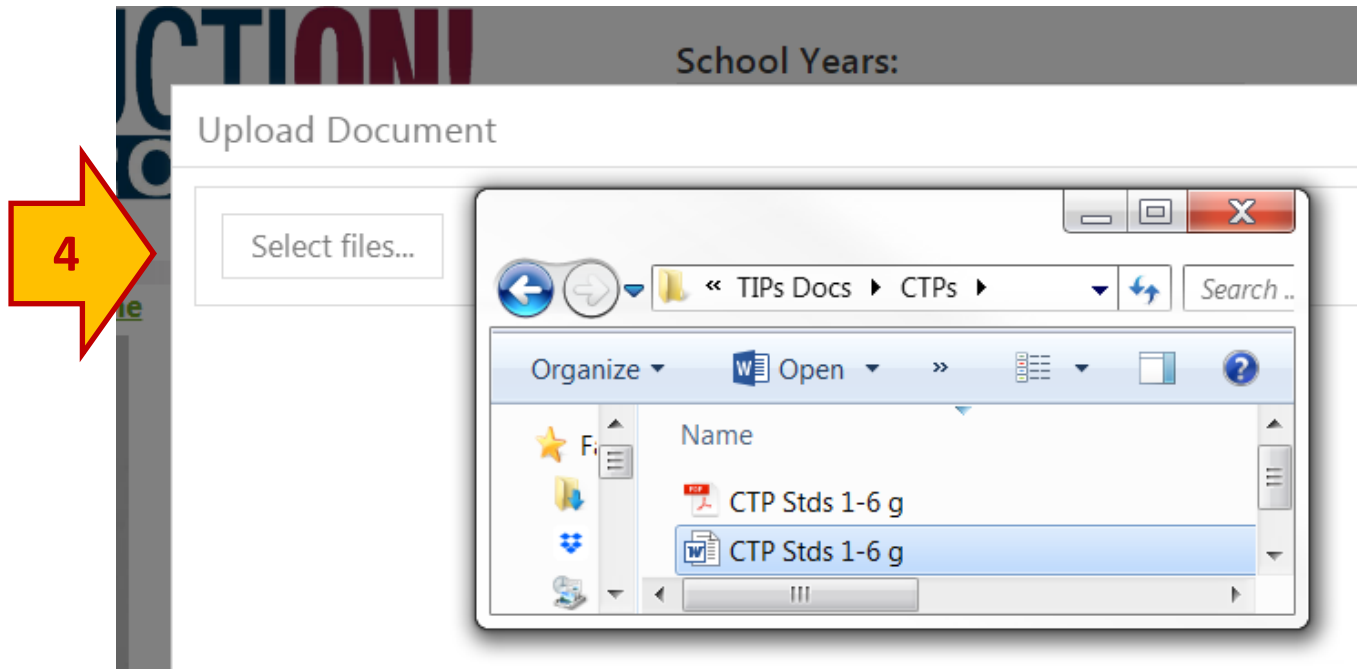 UCTION!
School Years:
Upload Document
4
Select files...
« TIPs Docs CTPs
Search ..
Organize
Open
»
Name
CTP Stds 1-6 g
CTP Stds 1-6 g